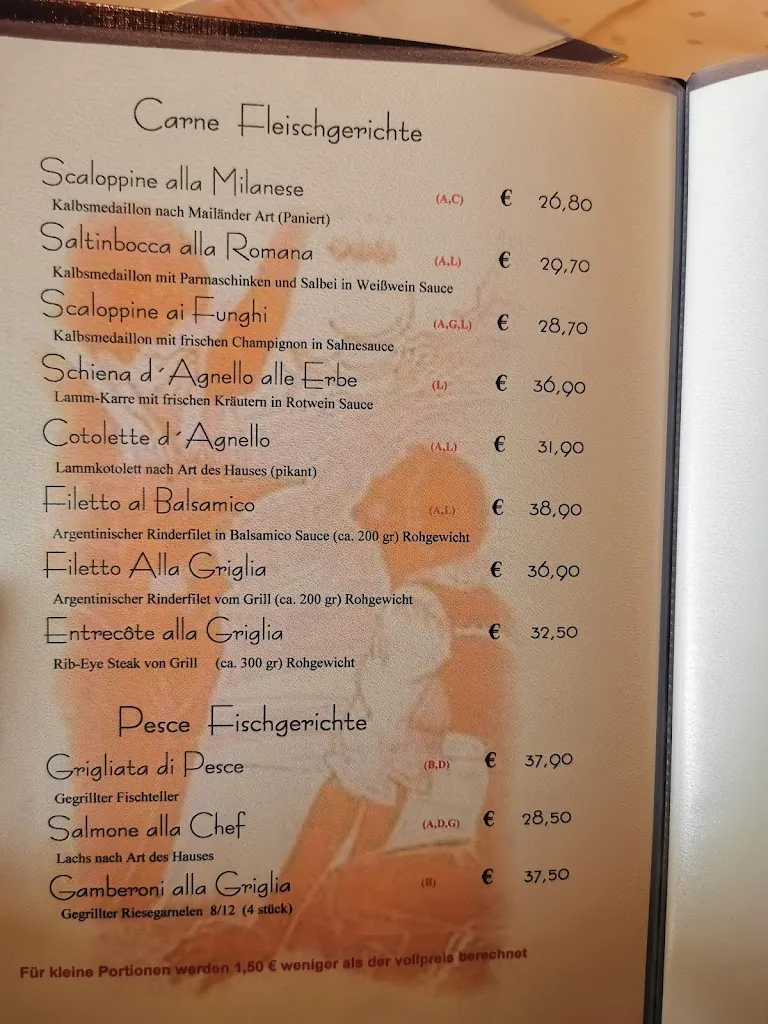 Carne Fleischgerichte
Scaloppine alla Milanese (A,C) € 26,80
Kalbsmedaillon nach Mailänder Art (Paniert)
Saltinbocca alla Romana (A,L) € 29,70
Kalbsmedaillon mit Parmaschinken und Salbei in Weißwein Sauce
Scaloppine ai Funghi (A,G,L) € 28,70
Kalbsmedaillon mit frischen Champignon in Sahnesauce
Schiena d´Agnello alle Erbe (L) € 36,90
Lamm-Karre mit frischen Kräutern in Rotwein Sauce
Cotolette d´Agnello (A,L) € 31,90
Lammkotolett nach Art des Hauses (pikant)
Filetto al Balsamico (A,L) € 38,90
Argentinischer Rinderfilet in Balsamico Sauce (ca. 200 gr) Rohgewicht
Filetto Alla Griglia € 36,90
Argentinischer Rinderfilet vom Grill (ca. 200 gr) Rohgewicht
Entrecôte alla Griglia € 32,50
Rib-Eye Steak von Grill (ca. 300 gr) Rohgewicht
Pesce Fischgerichte
Grigliata di Pesce (B,D) € 37,90
Gegrillter Fischteller
Salmone alla Chef (A,D,G) € 28,50
Lachs nach Art des Hauses
Gamberoni alla Griglia (B) € 37,50
Gegrillter Riesegarnelen 8/12 (4 stück)
Für kleine Portionen werden 1,50 € weniger als der vollpreis berechnet